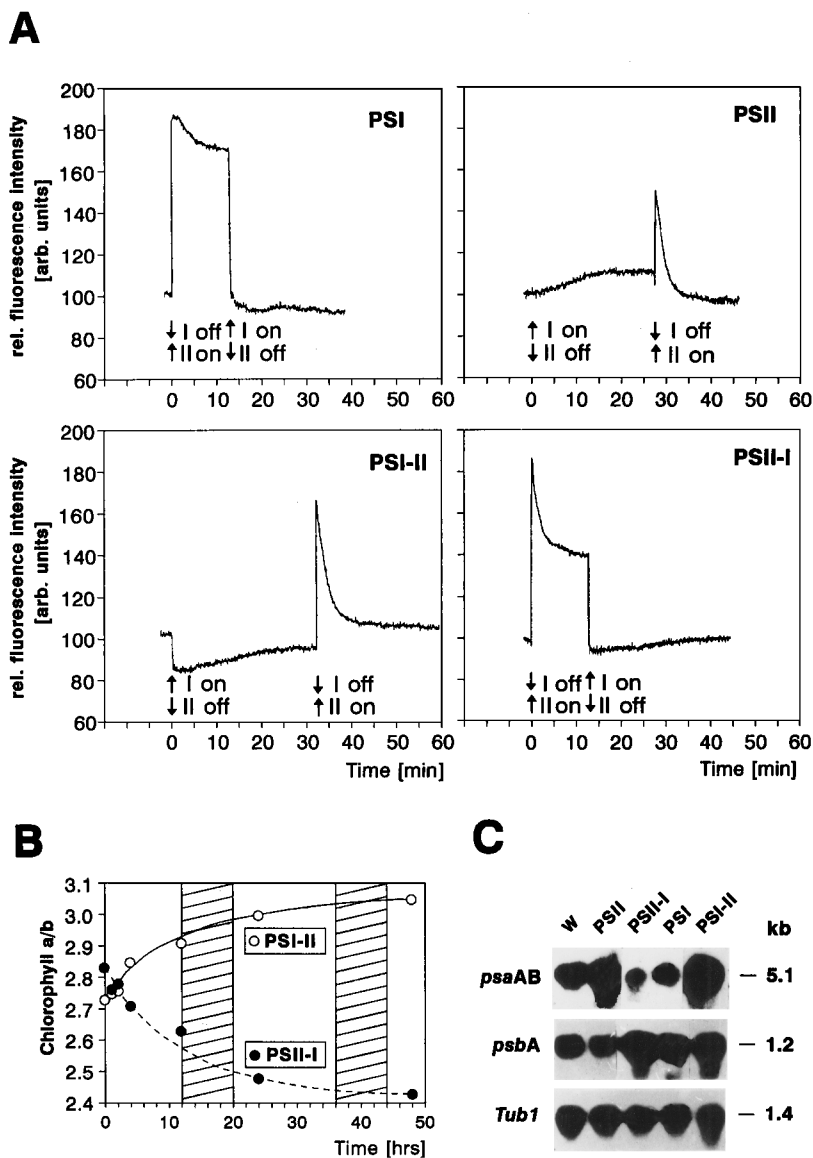 A
rel. fluorescence intensity
[arb. units]
200
180
160
140
120
100
80
60
PSI
↓ I off ↑ I on
↑ II on ↓ II off
0 10 20 30 40 50 60
PSII
↑ I on ↓ I off
↓ II off ↑ II on
0 10 20 30 40 50 60
rel. fluorescence intensity
[arb. units]
200
180
160
140
120
100
80
60
PSI-II
↑ I on ↓ I off
↓ II off ↑ II on
0 10 20 30 40 50 60
Time [min]
PSII-I
↓ I off ↑ I on
↑ II on ↓ II off
0 10 20 30 40 50 60
Time [min]
B
Chlorophyll a/b
3.1
3.0
2.9
2.8
2.7
2.6
2.5
2.4
PSI-II
PSII-I
0 10 20 30 40 50
Time [hrs]
C
W PSII PSII-I PSI PSI-II kb
psaAB — 5.1
psbA — 1.2
Tub1 — 1.4